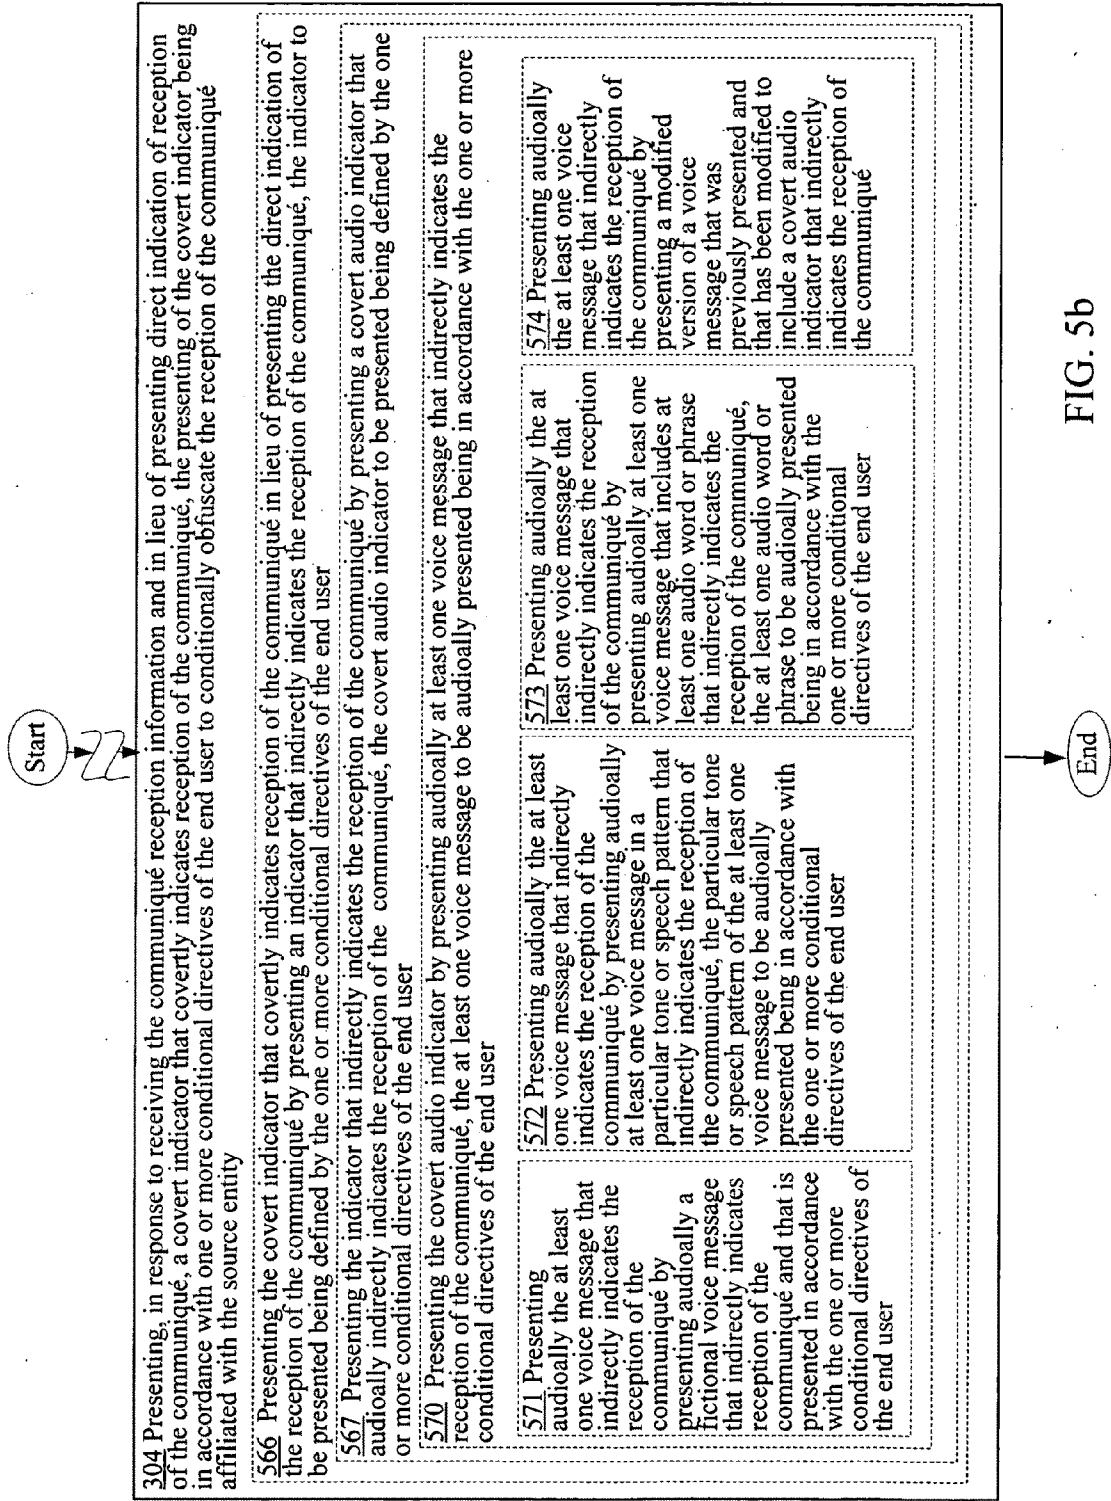 Start
304 Presenting, in response to receiving the communiqué reception information and in lieu of presenting direct indication of reception
of the communiqué, a covert indicator that covertly indicates reception of the communiqué, the presenting of the covert indicator being
in accordance with one or more conditional directives of the end user to conditionally obfuscate the reception of the communiqué
affiliated with the source entity
566 Presenting the covert indicator that covertly indicates reception of the communiqué in lieu of presenting the direct indication of
the reception of the communiqué by presenting an indicator that indirectly indicates the reception of the communiqué, the indicator to
be presented being defined by the one or more conditional directives of the end user
567 Presenting the indicator that indirectly indicates the reception of the communiqué by presenting a covert audio indicator that
audioally indirectly indicates the reception of the communiqué, the covert audio indicator to be presented being defined by the one
or more conditional directives of the end user
570 Presenting the covert audio indicator by presenting audioally at least one voice message that indirectly indicates the
reception of the communiqué, the at least one voice message to be audioally presented being in accordance with the one or more
conditional directives of the end user
571 Presenting
audioally the at least
one voice message that
indirectly indicates the
reception of the
communiqué by
presenting audioally a
fictional voice message
that indirectly indicates
reception of the
communiqué and that is
presented in accordance
with the one or more
conditional directives of
the end user
572 Presenting audioally the at least
one voice message that indirectly
indicates the reception of the
communiqué by presenting audioally
at least one voice message in a
particular tone or speech pattern that
indirectly indicates the reception of
the communiqué, the particular tone
or speech pattern of the at least one
voice message to be audioally
presented being in accordance with
the one or more conditional
directives of the end user
573 Presenting audioally the at
least one voice message that
indirectly indicates the reception
of the communiqué by
presenting audioally at least one
voice message that includes at
least one audio word or phrase
that indirectly indicates the
reception of the communiqué,
the at least one audio word or
phrase to be audioally presented
being in accordance with the
one or more conditional
directives of the end user
574 Presenting audioally
the at least one voice
message that indirectly
indicates the reception of
the communiqué by
presenting a modified
version of a voice
message that was
previously presented and
that has been modified to
include a covert audio
indicator that indirectly
indicates the reception of
the communiqué
End
FIG. 5b